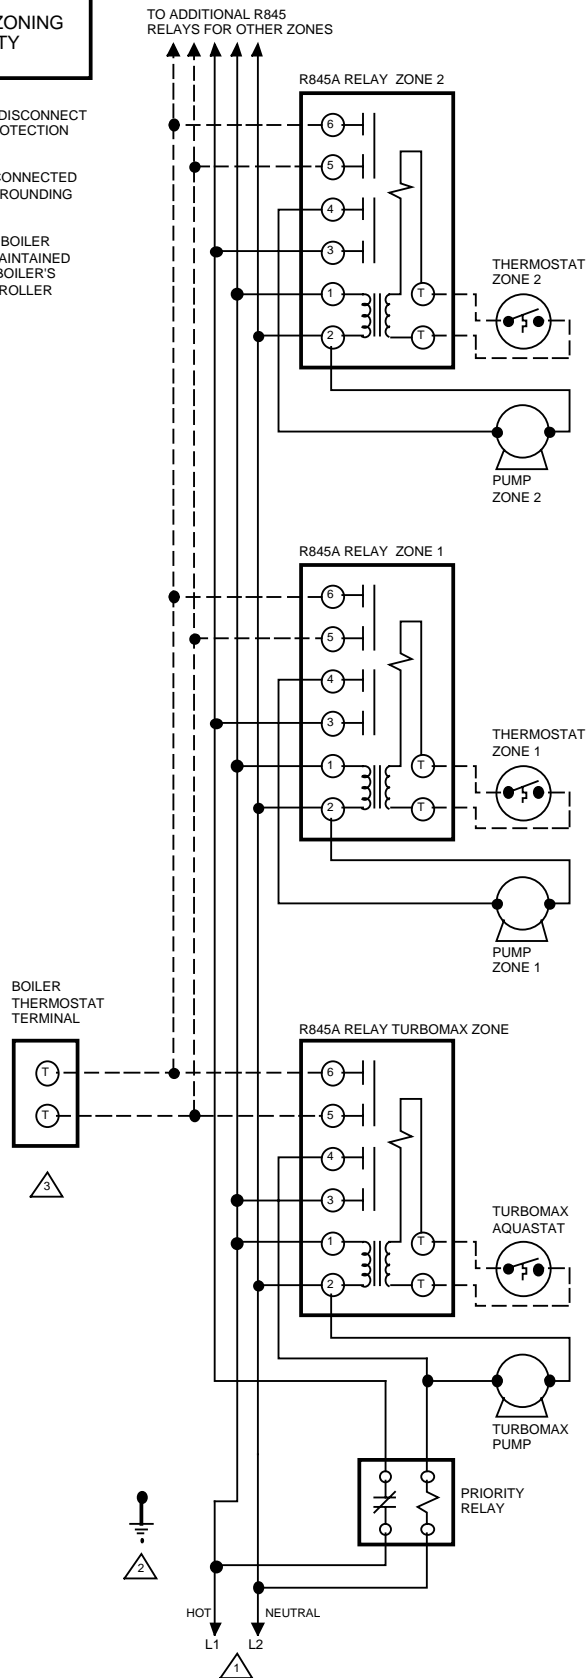 ZONING
TY
TO ADDITIONAL R845
RELAYS FOR OTHER ZONES
DISCONNECT
OTECTION
ONNECTED
ROUNDING
BOILER
AINTAINED
BOILER'S
ROLLER
R845A RELAY ZONE 2
6
5
4
3
1
2
T
T
THERMOSTAT
ZONE 2
PUMP
ZONE 2
R845A RELAY ZONE 1
6
5
4
3
1
2
T
T
THERMOSTAT
ZONE 1
PUMP
ZONE 1
BOILER
THERMOSTAT
TERMINAL
T
T
3
R845A RELAY TURBOMAX ZONE
6
5
4
3
1
2
T
T
TURBOMAX
AQUASTAT
TURBOMAX
PUMP
PRIORITY
RELAY
2
HOT
NEUTRAL
L1
L2
1